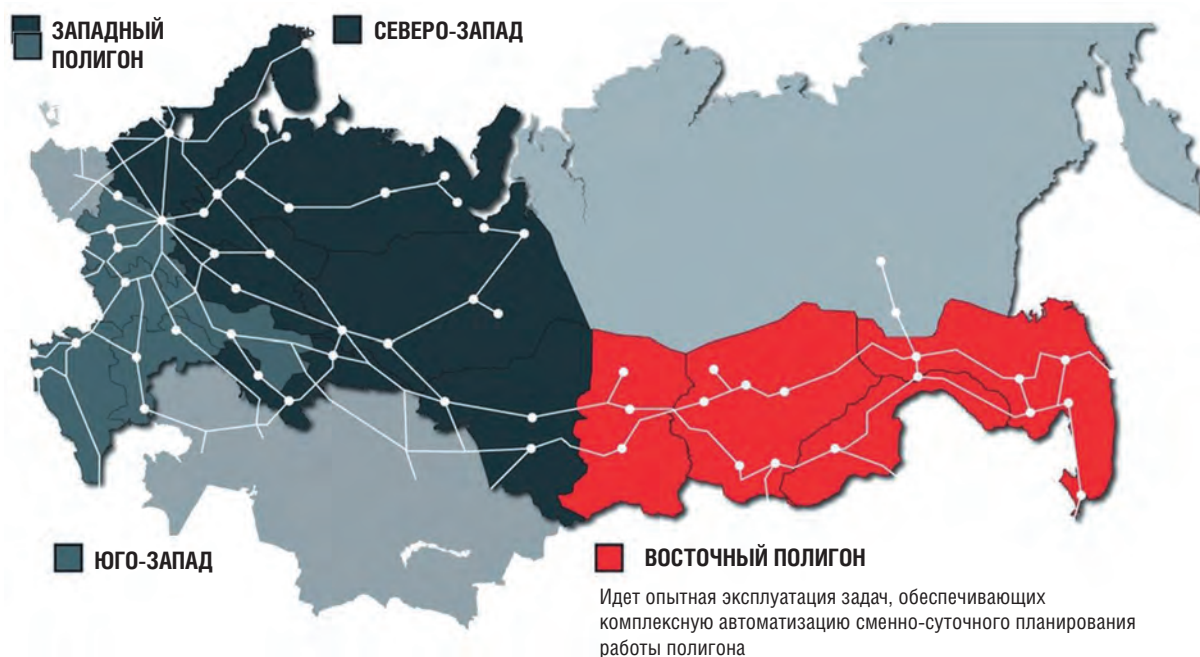 ЗАПАДНЫЙ
ПОЛИГОН
СЕВЕРО-ЗАПАД
ЮГО-ЗАПАД
ВОСТОЧНЫЙ ПОЛИГОН
Идет опытная эксплуатация задач, обеспечивающих
комплексную автоматизацию сменно-суточного планирования
работы полигона